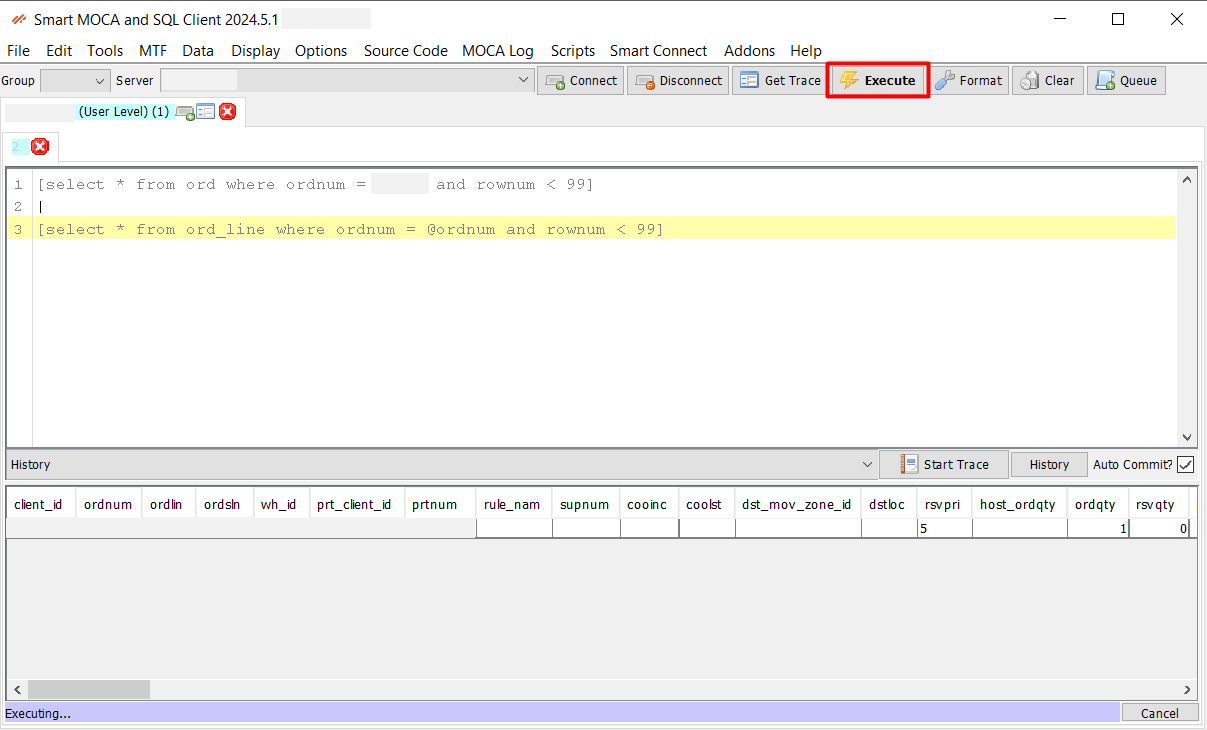 Smart MOCA and SQL Client 2024.5.1
File Edit Tools MTF Data Display Options Source Code MOCA Log Scripts Smart Connect Addons Help
Group Server Connect Disconnect Get Trace Execute Format Clear Queue
(User Level) (1)
2
1 [select * from ord where ordnum = and rownum < 99]
2 |
3 [select * from ord_line where ordnum = @ordnum and rownum < 99]
History Start Trace History Auto Commit?
client_id ordnum ordlin ordsln wh_id prt_client_id prtnum rule_nam supnum cooinc coolst dst_mov_zone_id dstloc rsvpri host_ordqty ordqty rsvqty
5 1 0
Executing... Cancel